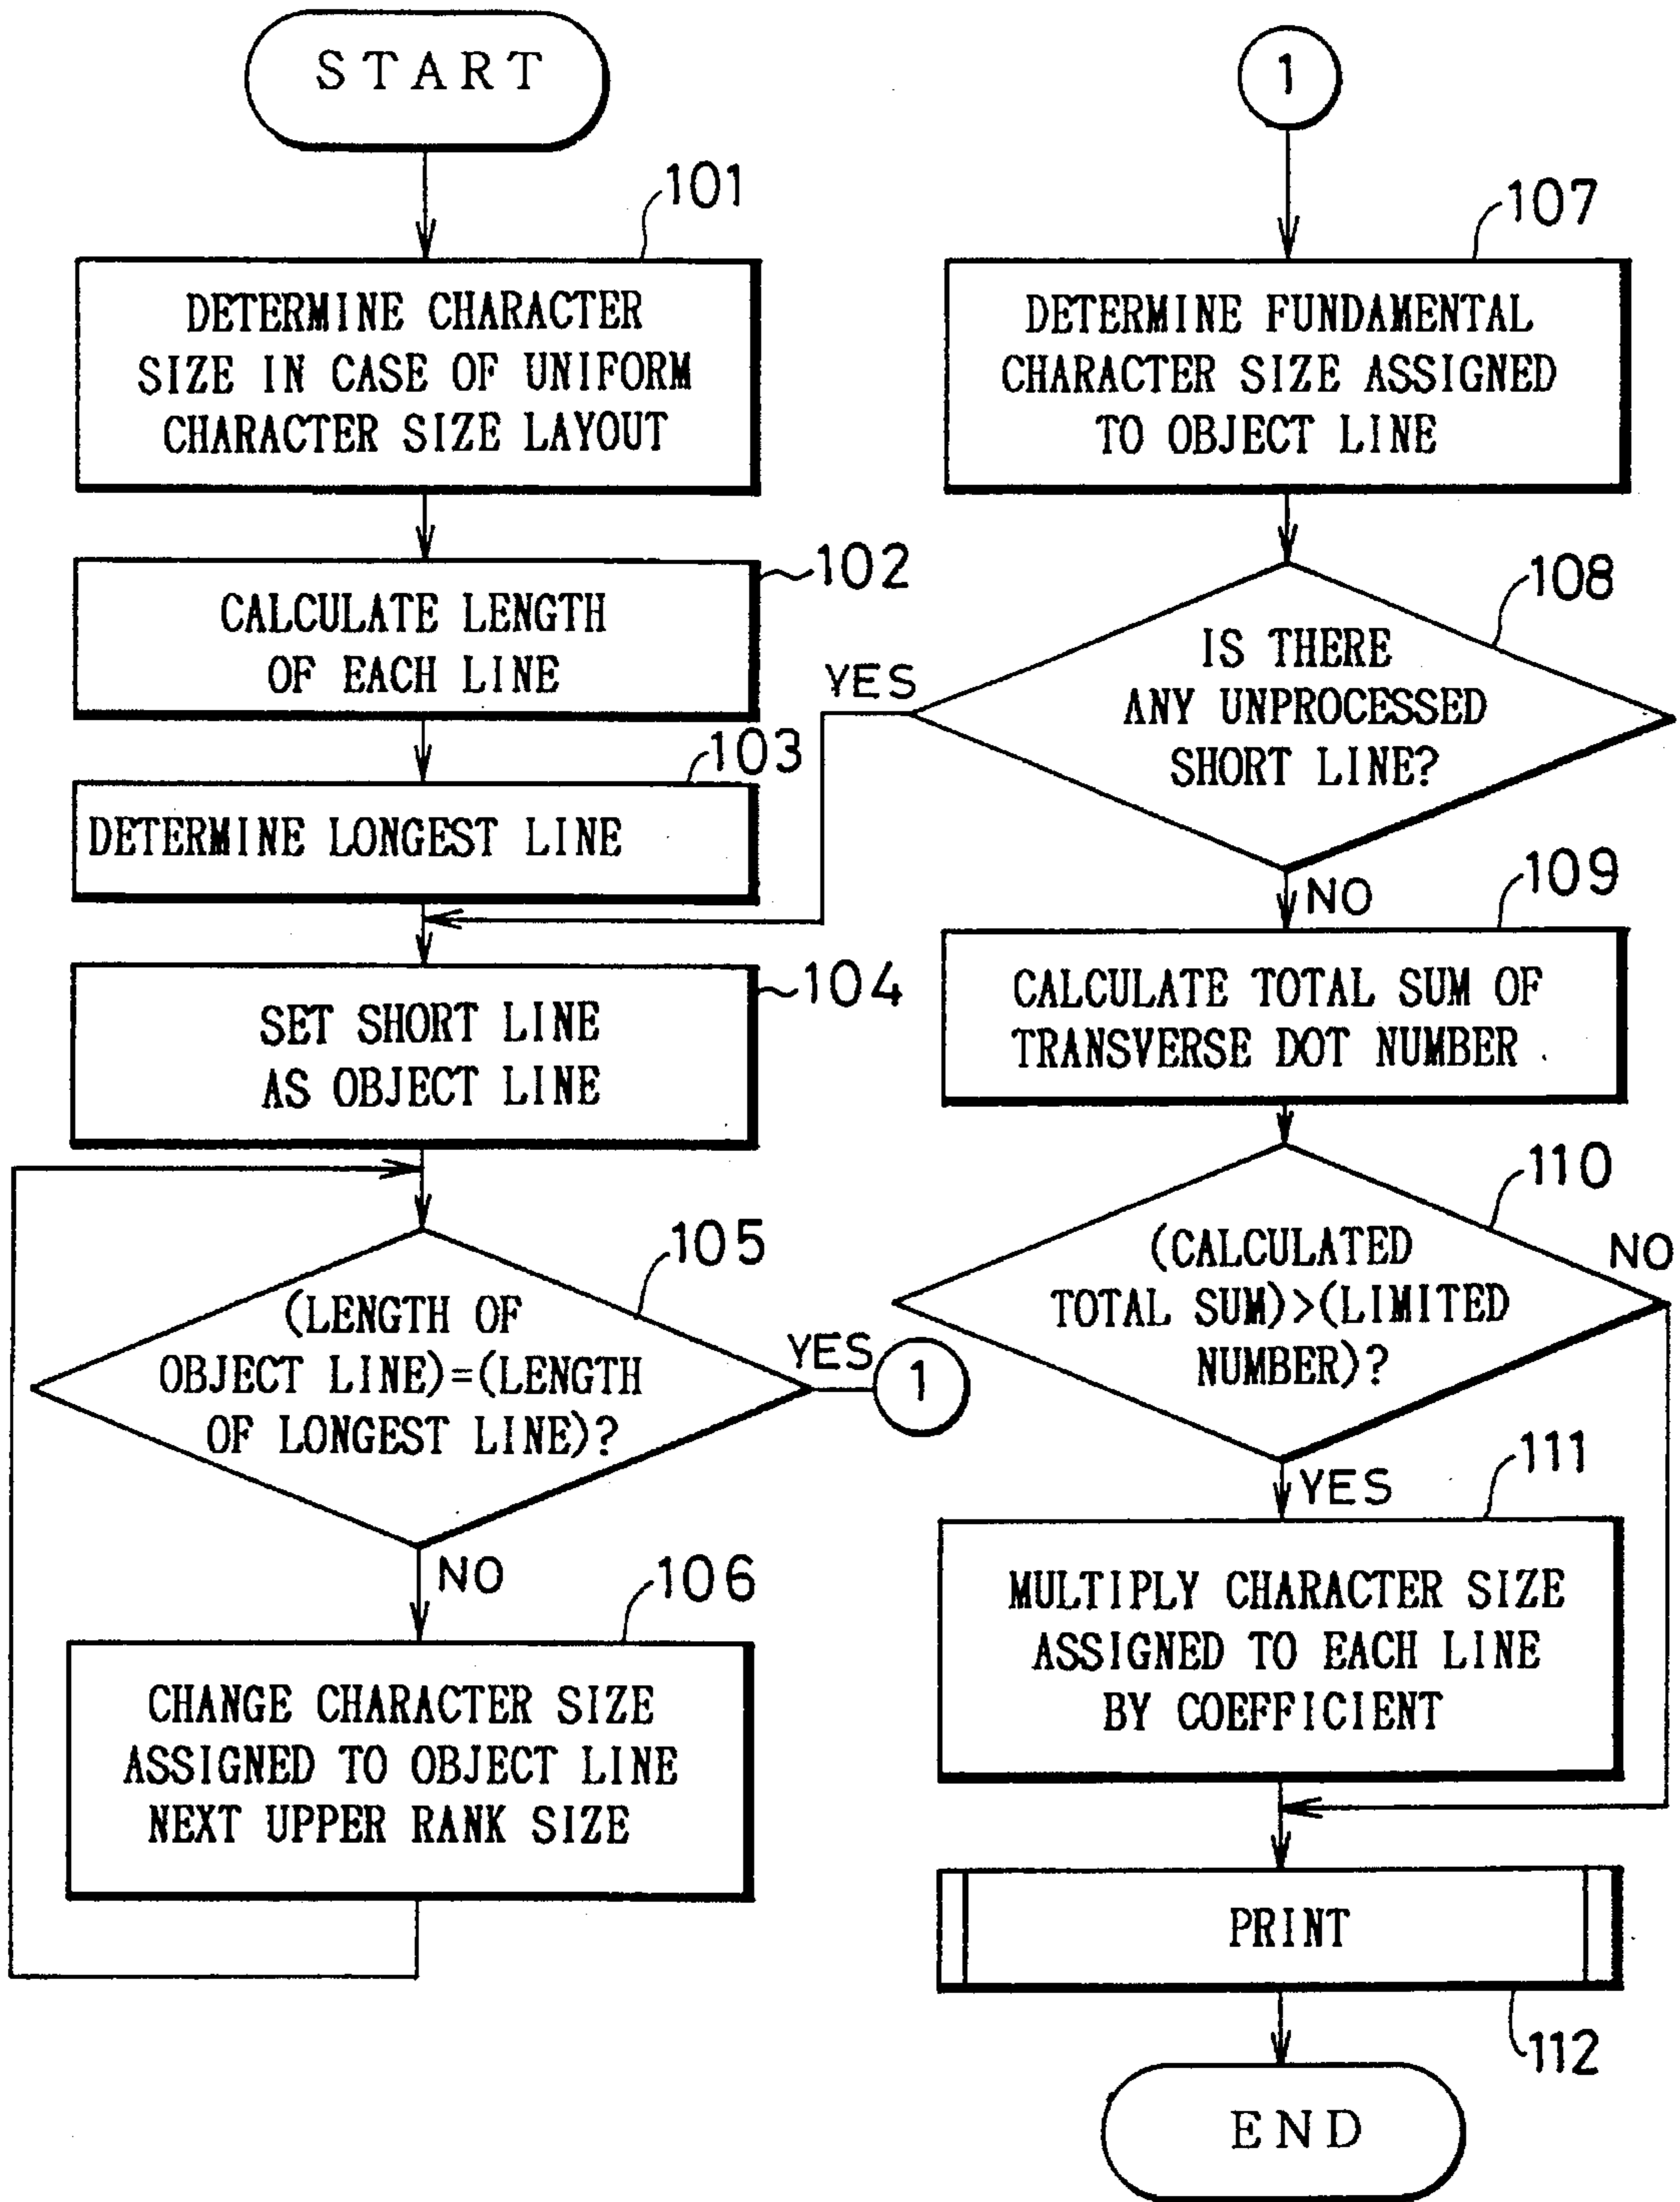 START
101
DETERMINE CHARACTER
SIZE IN CASE OF UNIFORM
CHARACTER SIZE LAYOUT
102
CALCULATE LENGTH
OF EACH LINE
103
DETERMINE LONGEST LINE
104
SET SHORT LINE
AS OBJECT LINE
105
(LENGTH OF
OBJECT LINE)=(LENGTH
OF LONGEST LINE)?
YES
1
NO
106
CHANGE CHARACTER SIZE
ASSIGNED TO OBJECT LINE
NEXT UPPER RANK SIZE
1
107
DETERMINE FUNDAMENTAL
CHARACTER SIZE ASSIGNED
TO OBJECT LINE
108
IS THERE
ANY UNPROCESSED
SHORT LINE?
YES
NO
109
CALCULATE TOTAL SUM OF
TRANSVERSE DOT NUMBER
110
(CALCULATED
TOTAL SUM)>(LIMITED
NUMBER)?
NO
YES
111
MULTIPLY CHARACTER SIZE
ASSIGNED TO EACH LINE
BY COEFFICIENT
PRINT
112
END